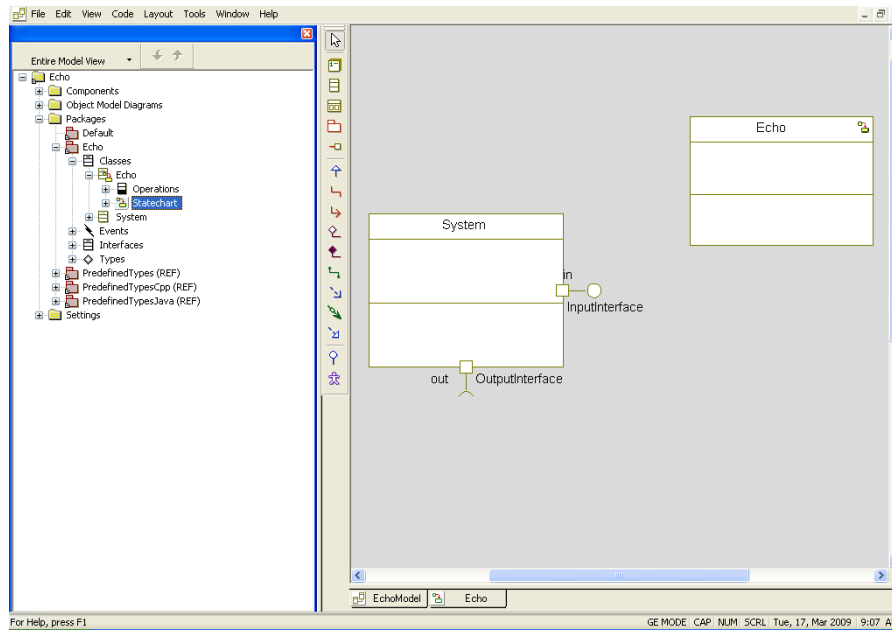 File Edit View Code Layout Tools Window Help
Entire Model View
Echo
Components
Object Model Diagrams
Packages
Default
Echo
Classes
Echo
Operations
Statechart
System
Events
Interfaces
Types
PredefinedTypes (REF)
PredefinedTypesCpp (REF)
PredefinedTypesJava (REF)
Settings
Echo
System
in
InputInterface
out OutputInterface
EchoModel Echo
For Help, press F1 GE MODE CAP NUM SCRL Tue, 17, Mar 2009 9:07 A